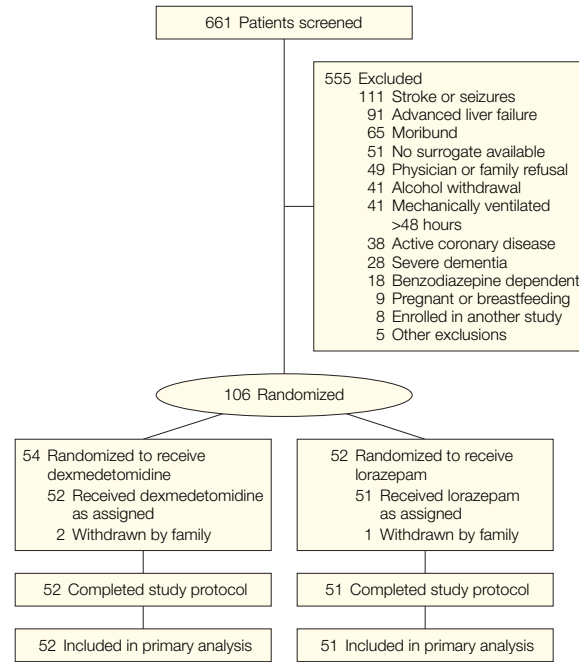 661 Patients screened
555 Excluded
111 Stroke or seizures
91 Advanced liver failure
65 Moribund
51 No surrogate available
49 Physician or family refusal
41 Alcohol withdrawal
41 Mechanically ventilated
>48 hours
38 Active coronary disease
28 Severe dementia
18 Benzodiazepine dependent
9 Pregnant or breastfeeding
8 Enrolled in another study
5 Other exclusions
106 Randomized
54 Randomized to receive
dexmedetomidine
52 Received dexmedetomidine
as assigned
2 Withdrawn by family
52 Randomized to receive
lorazepam
51 Received lorazepam
as assigned
1 Withdrawn by family
52 Completed study protocol
51 Completed study protocol
52 Included in primary analysis
51 Included in primary analysis